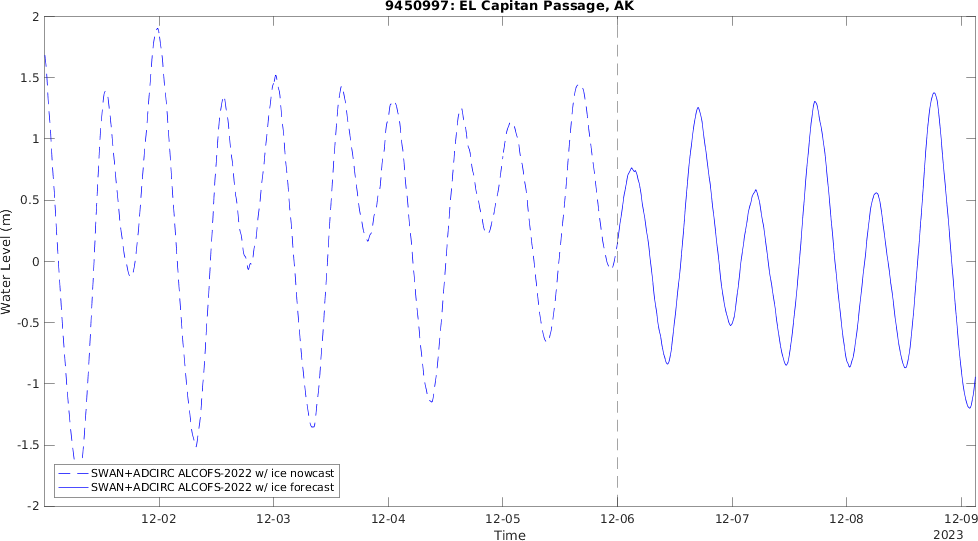 9450997: EL Capitan Passage, AK
2
1.5
1
0.5
0
-0.5
-1
-1.5
-2
Water Level (m)
SWAN+ADCIRC ALCOFS-2022 w/ ice nowcast
SWAN+ADCIRC ALCOFS-2022 w/ ice forecast
12-02 12-03 12-04 12-05 12-06 12-07 12-08 12-09
Time
2023